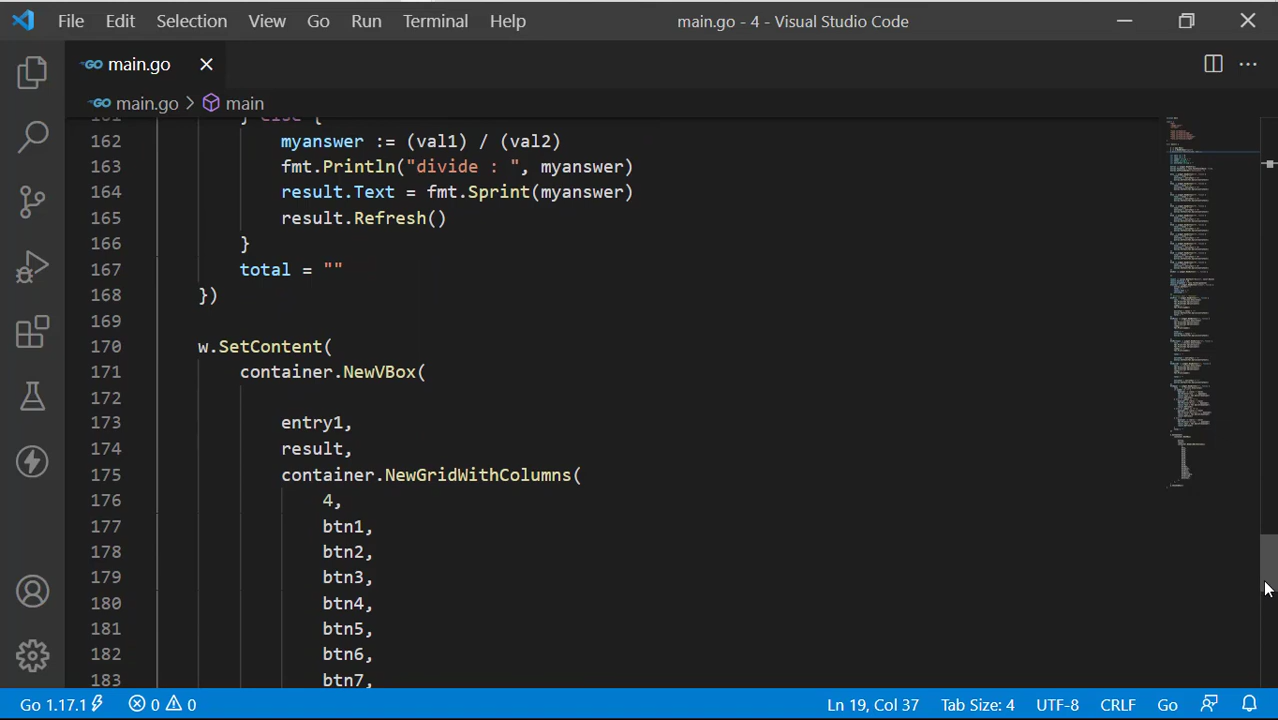 File Edit Selection View Go Run Terminal Help main.go - 4 - Visual Studio Code
GO main.go
GO main.go > main
161 } else {
162 myanswer := (val1) / (val2)
163 fmt.Println("divide : ", myanswer)
164 result.Text = fmt.Sprint(myanswer)
165 result.Refresh()
166 }
167 total = ""
168 })
169
170 w.SetContent(
171 container.NewVBox(
172
173 entry1,
174 result,
175 container.NewGridWithColumns(
176 4,
177 btn1,
178 btn2,
179 btn3,
180 btn4,
181 btn5,
182 btn6,
183 btn7,
Go 1.17.1 0 0 Ln 19, Col 37 Tab Size: 4 UTF-8 CRLF Go